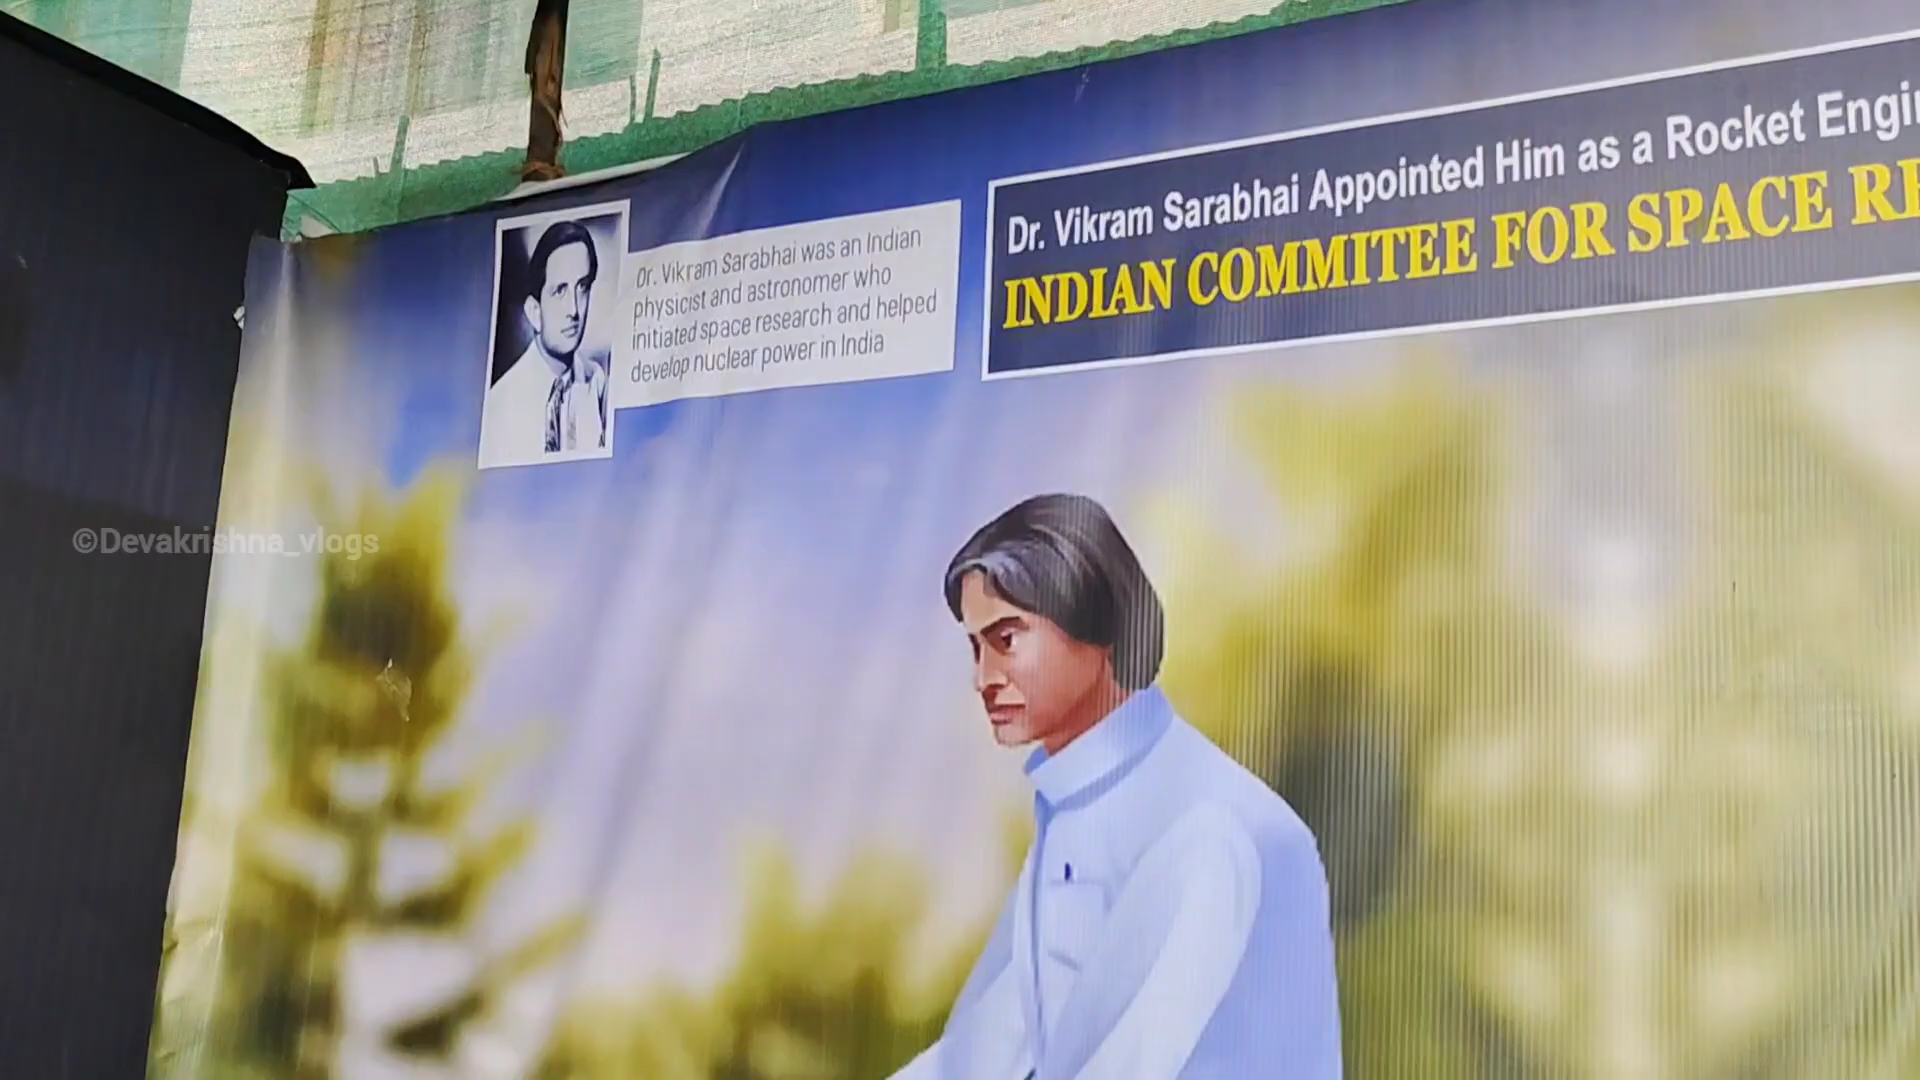 Dr. Vikram Sarabhai was an Indian
physicist and astronomer who
initiated space research and helped
develop nuclear power in India
Dr. Vikram Sarabhai Appointed Him as a Rocket Engi
INDIAN COMMITEE FOR SPACE RE
©Devakrishna_vlogs